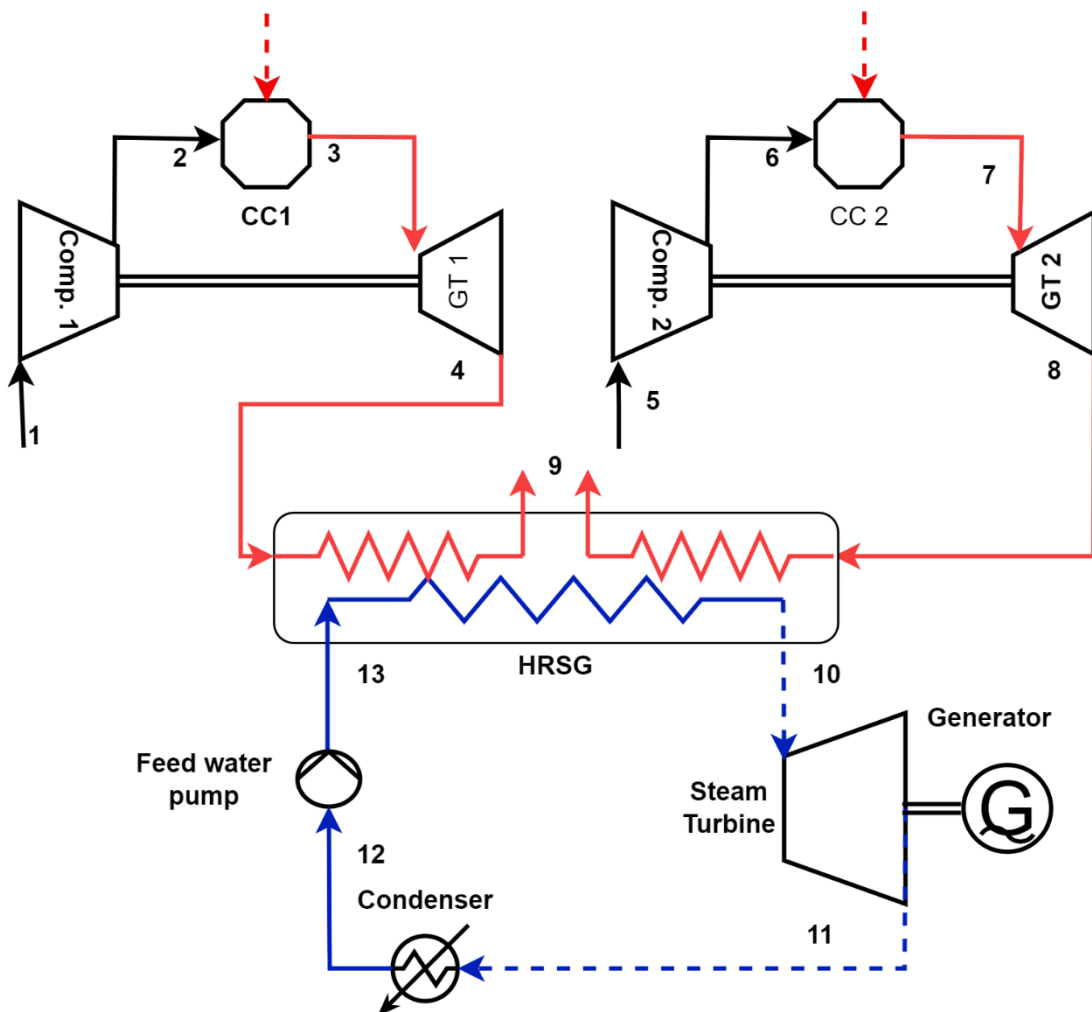 2
3
CC1
Comp. 1
GT 1
4
1
6
7
CC 2
Comp. 2
GT 2
8
5
9
HRSG
13
10
Generator
G
Feed water
pump
Steam
Turbine
12
Condenser
11